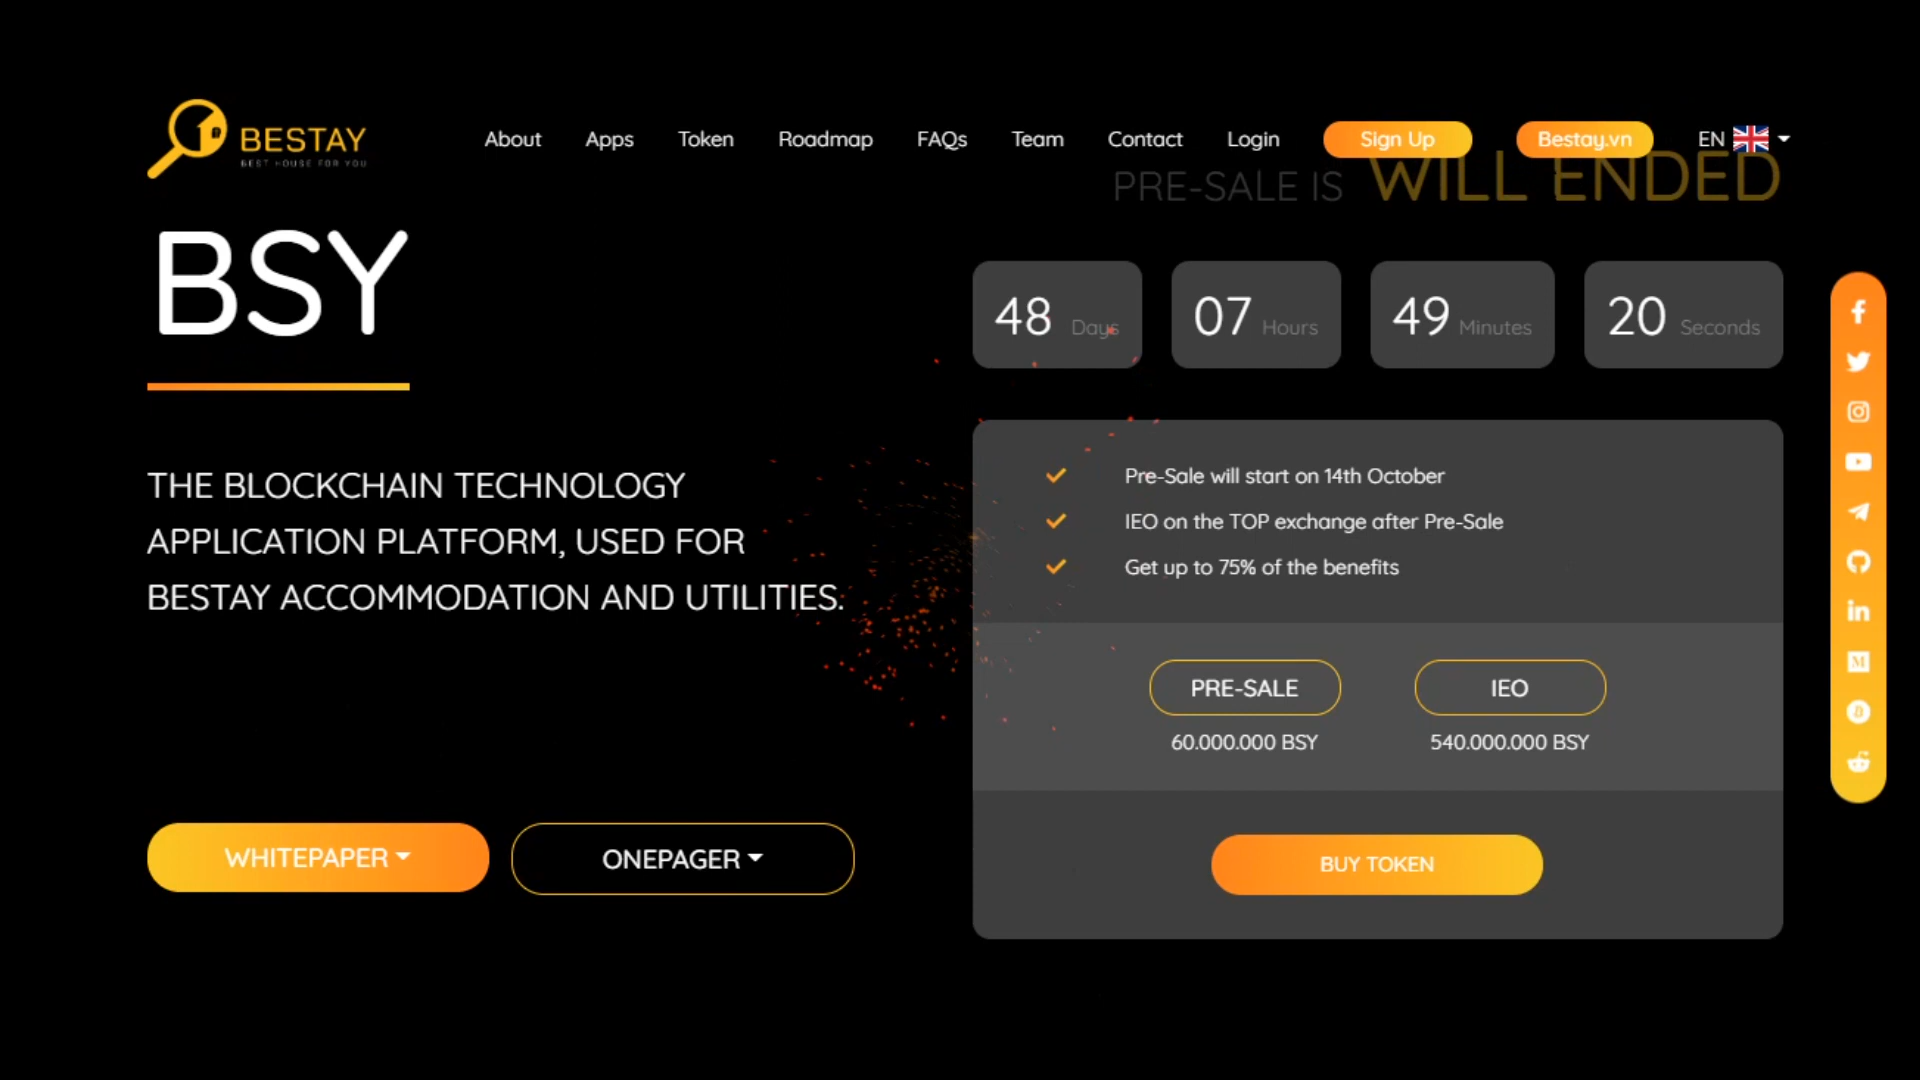 BESTAY
BEST HOUSE FOR YOU
About
Apps
Token
Roadmap
FAQs
Team
Contact
Login
Sign Up
Bestay.vn
EN
PRE-SALE IS WILL ENDED
BSY
48 Days
07 Hours
49 Minutes
20 Seconds
THE BLOCKCHAIN TECHNOLOGY
APPLICATION PLATFORM, USED FOR
BESTAY ACCOMMODATION AND UTILITIES.
Pre-Sale will start on 14th October
IEO on the TOP exchange after Pre-Sale
Get up to 75% of the benefits
PRE-SALE
IEO
60.000.000 BSY
540.000.000 BSY
WHITEPAPER
ONEPAGER
BUY TOKEN